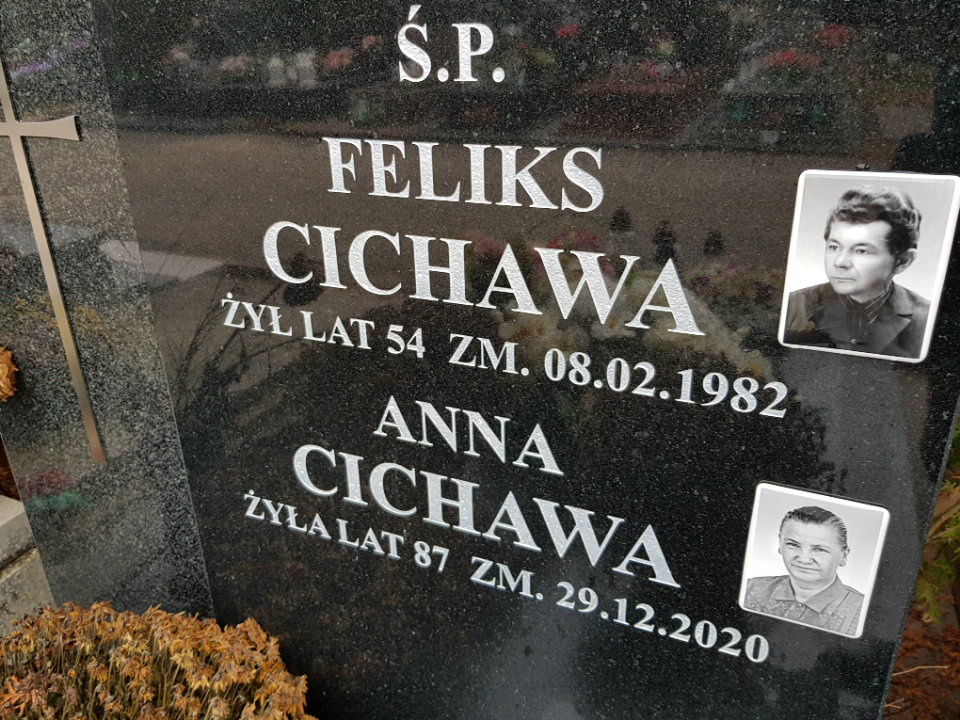 Ś.P.
FELIKS
CICHAWA
ŻYŁ LAT 54 ZM. 08.02.1982
ANNA
CICHAWA
ŻYŁA LAT 87 ZM. 29.12.2020